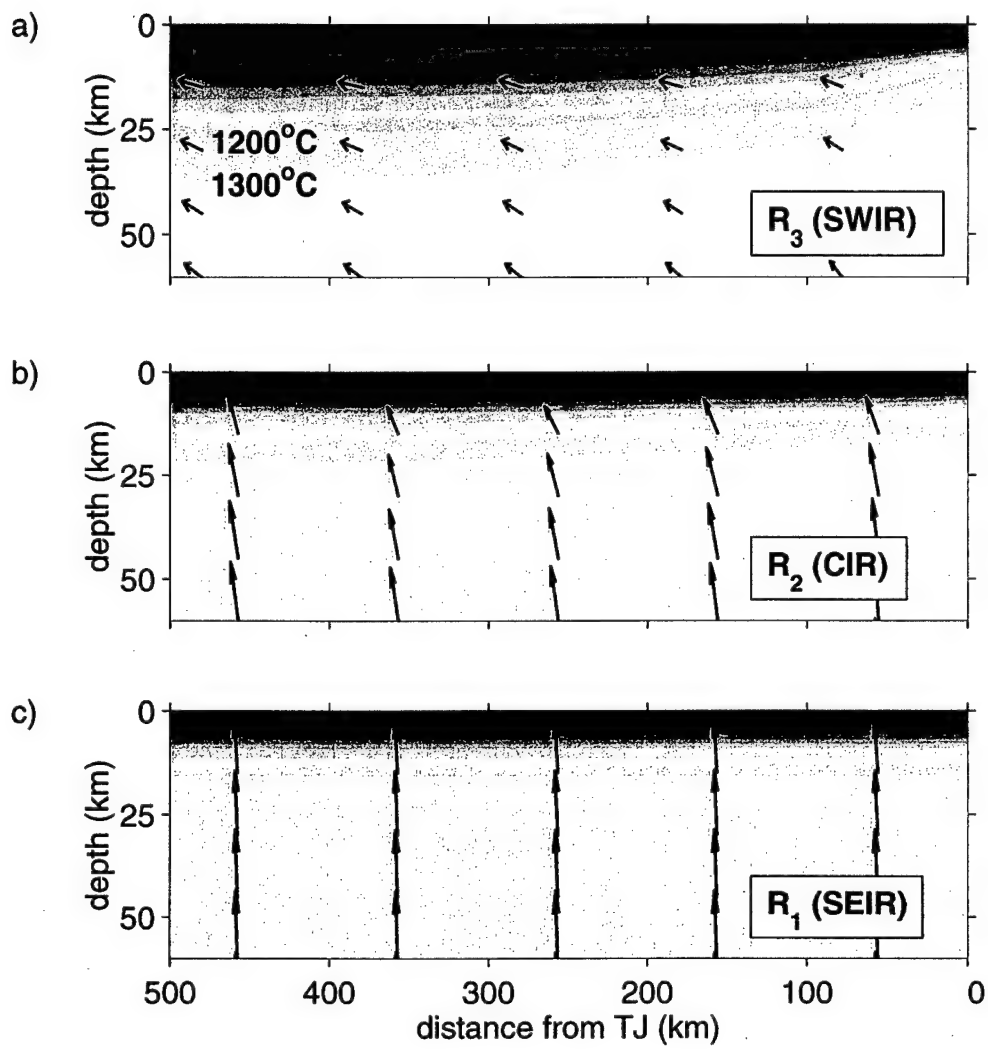 a)
0
25
50
depth (km)
1200°C
1300°C
R3 (SWIR)
b)
0
25
50
depth (km)
R2 (CIR)
c)
0
25
50
depth (km)
R1 (SEIR)
500 400 300 200 100 0
distance from TJ (km)